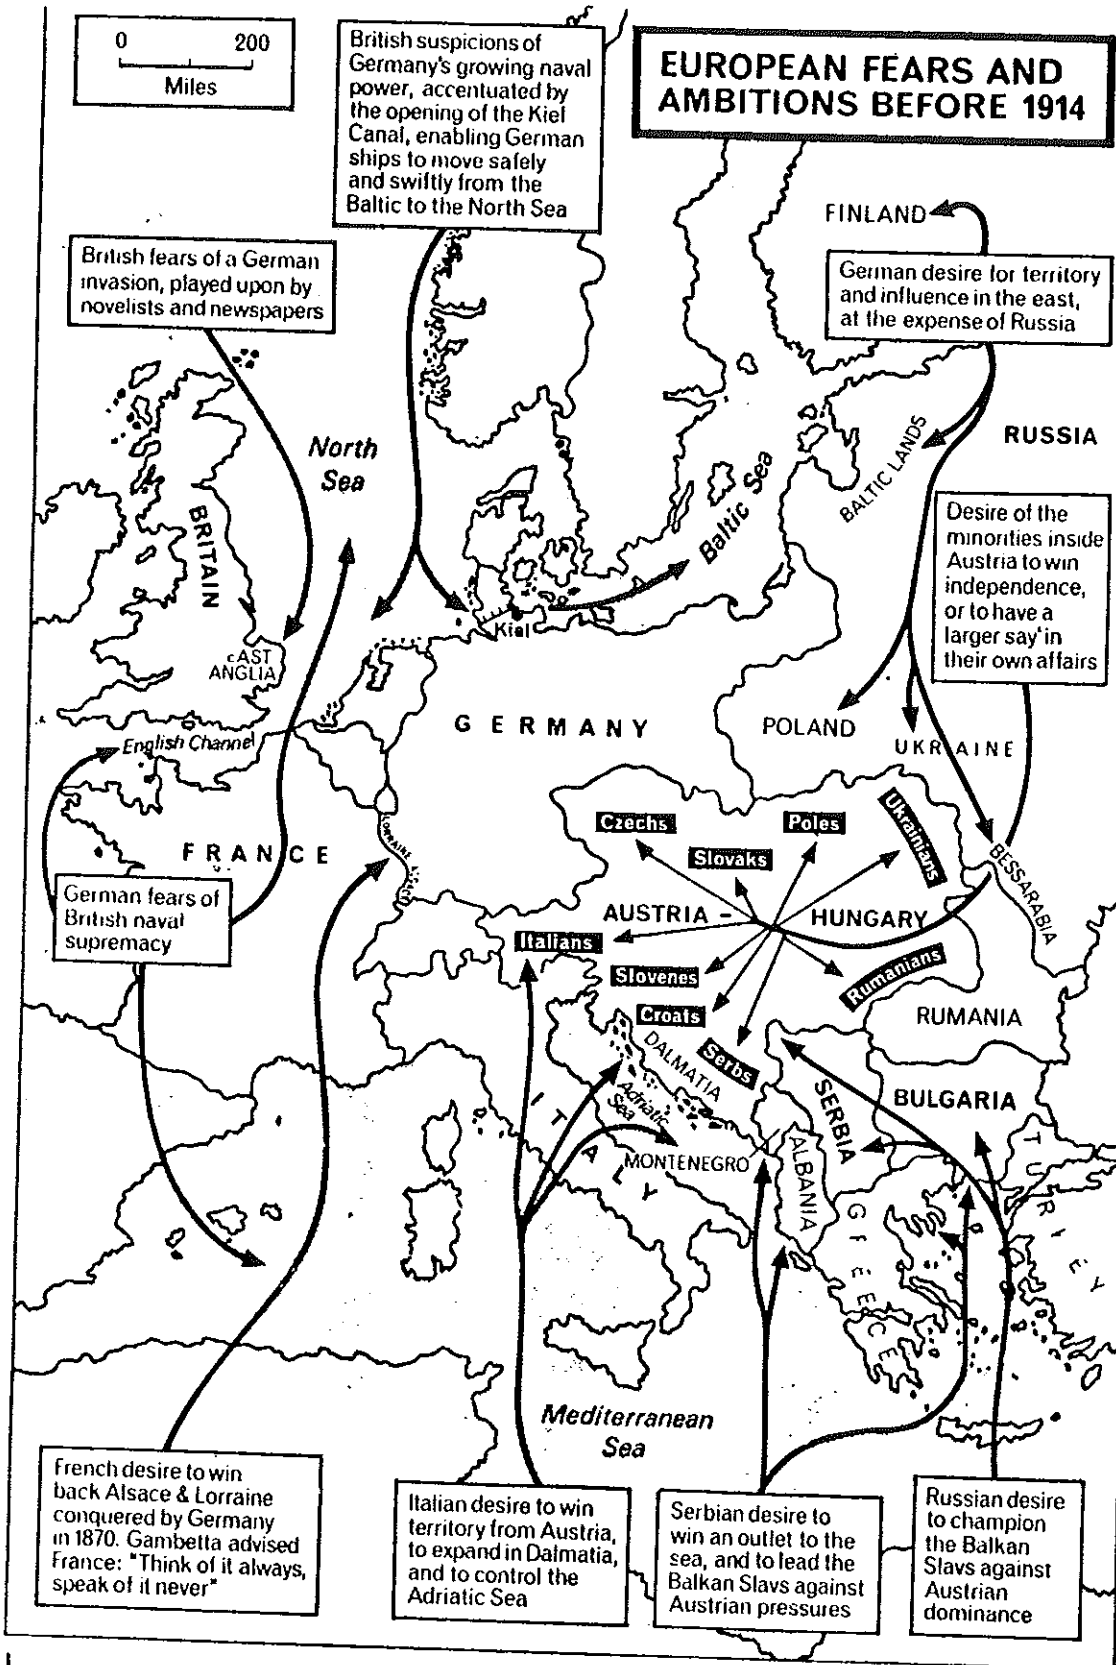 0 200
Miles
British suspicions of
Germany's growing naval
power, accentuated by
the opening of the Kiel
Canal, enabling German
ships to move safely
and swiftly from the
Baltic to the North Sea
EUROPEAN FEARS AND
AMBITIONS BEFORE 1914
FINLAND
British fears of a German
invasion, played upon by
novelists and newspapers
German desire for territory
and influence in the east,
at the expense of Russia
North
Sea
RUSSIA
BALTIC LANDS
Baltic Sea
BRITAIN
Desire of the
minorities inside
Austria to win
independence,
or to have a
larger say in
their own affairs
Kiel
EAST
ANGLIA
GERMANY
POLAND
English Channel
UKRAINE
Czechs
Poles
Ukrainians
Slovaks
FRANCE
LORRAINE
BESSARABIA
German fears of
British naval
supremacy
AUSTRIA - HUNGARY
Italians
Slovenes
Rumanians
Croats
Serbs
RUMANIA
DALMATIA
Adriatic
Sea
ITALY
SERBIA
BULGARIA
MONTENEGRO
ALBANIA
GREECE
TURKEY
Mediterranean
Sea
French desire to win
back Alsace & Lorraine
conquered by Germany
in 1870. Gambetta advised
France: "Think of it always,
speak of it never"
Italian desire to win
territory from Austria,
to expand in Dalmatia,
and to control the
Adriatic Sea
Serbian desire to
win an outlet to the
sea, and to lead the
Balkan Slavs against
Austrian pressures
Russian desire
to champion
the Balkan
Slavs against
Austrian
dominance